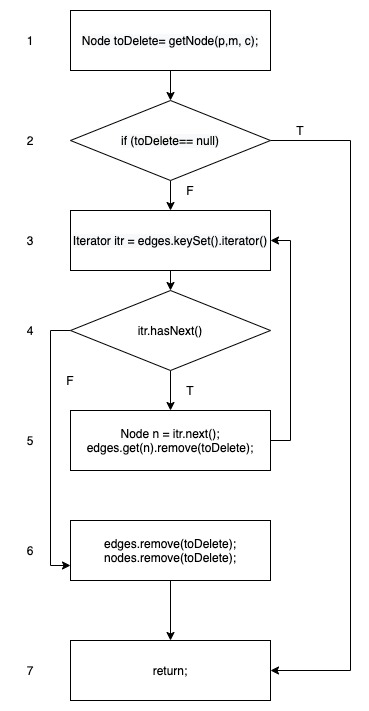 1
Node toDelete= getNode(p,m, c);
2
if (toDelete== null)
T
F
3
Iterator itr = edges.keySet().iterator()
4
itr.hasNext()
F
T
5
Node n = itr.next();
edges.get(n).remove(toDelete);
6
edges.remove(toDelete);
nodes.remove(toDelete);
7
return;